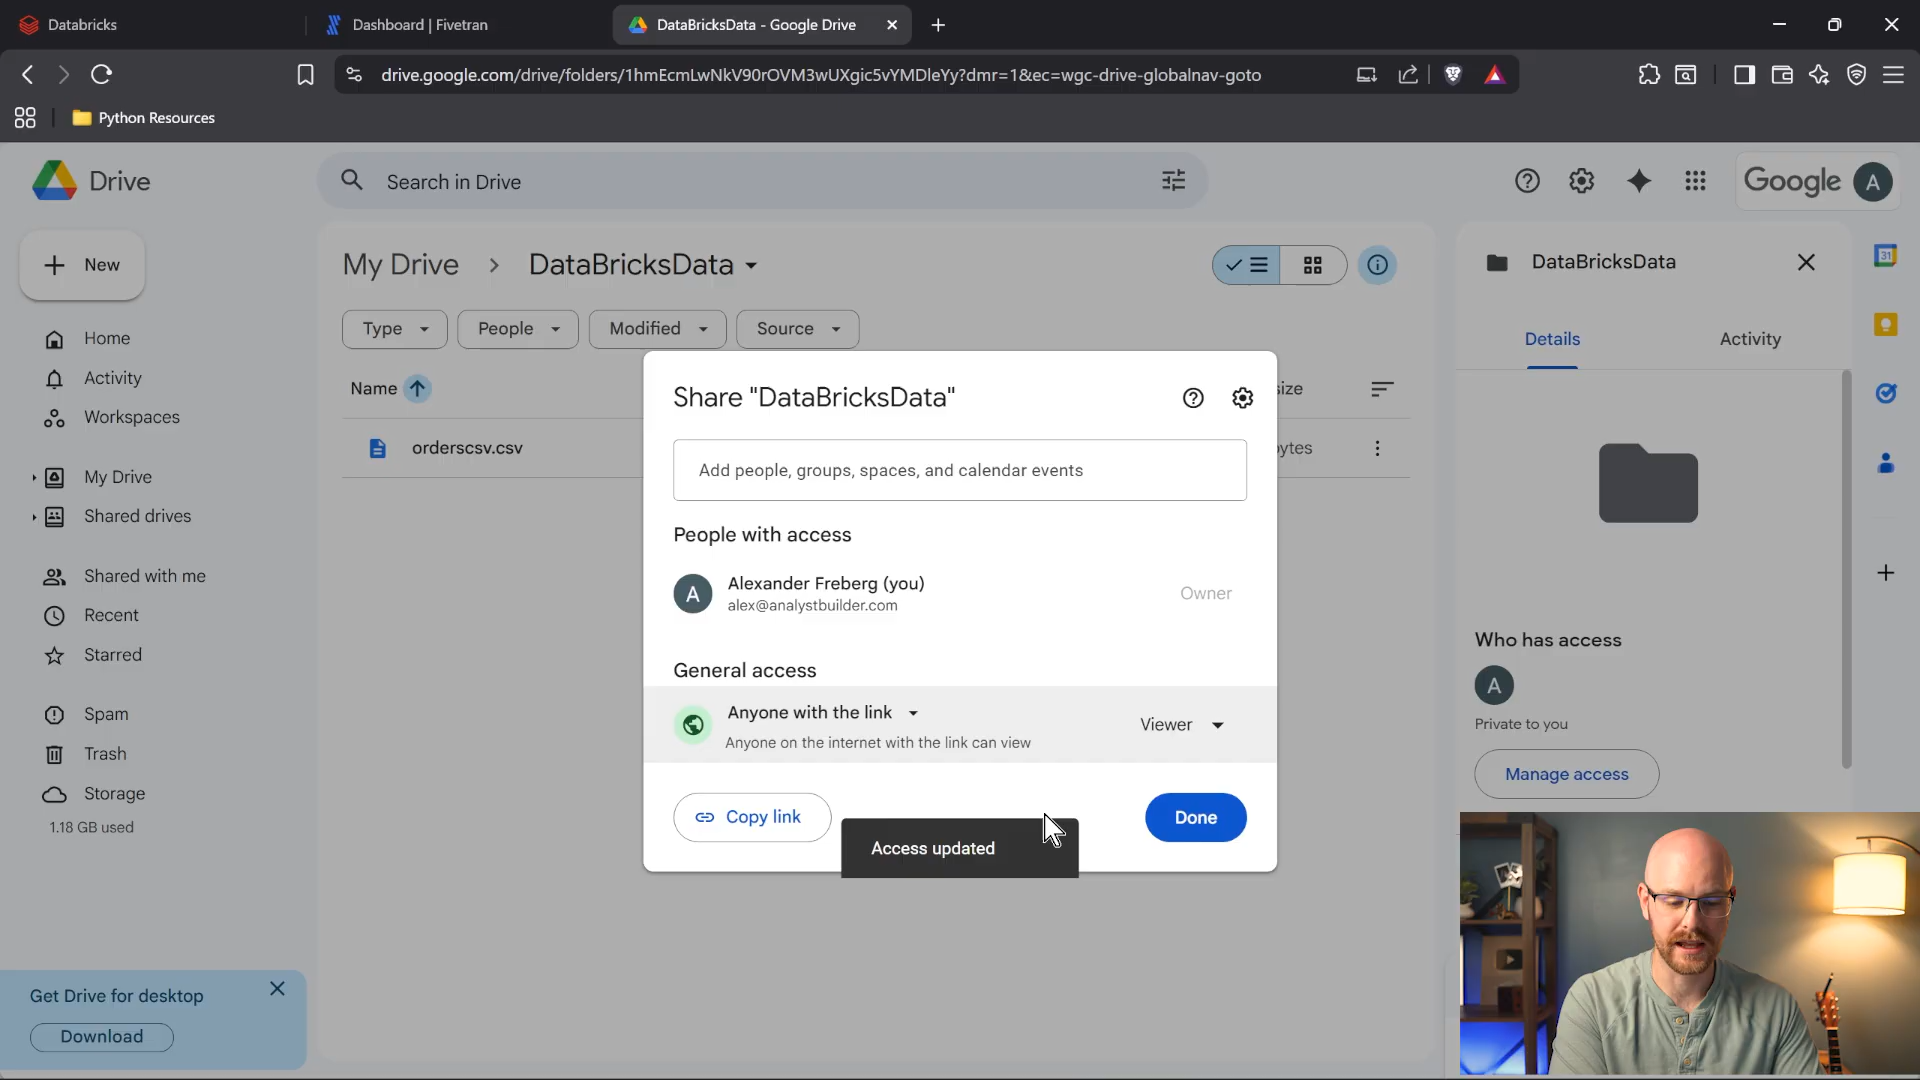 Databricks
Dashboard | Fivetran
DataBricksData - Google Drive
drive.google.com/drive/folders/1hmEcmLwNkV90rOVM3wUXgic5vYMDleYy?dmr=1&ec=wgc-drive-globalnav-goto
Python Resources
Drive
Search in Drive
Google
A
New
My Drive
DataBricksData
DataBricksData
Home
Activity
Workspaces
My Drive
Shared drives
Shared with me
Recent
Starred
Spam
Trash
Storage
1.18 GB used
Get Drive for desktop
Download
Type
People
Modified
Source
Name
size
orderscsv.csv
bytes
Share "DataBricksData"
Add people, groups, spaces, and calendar events
People with access
A
Alexander Freberg (you)
alex@analystbuilder.com
Owner
General access
Anyone with the link
Anyone on the internet with the link can view
Viewer
Copy link
Done
Access updated
Details
Activity
Who has access
A
Private to you
Manage access
31